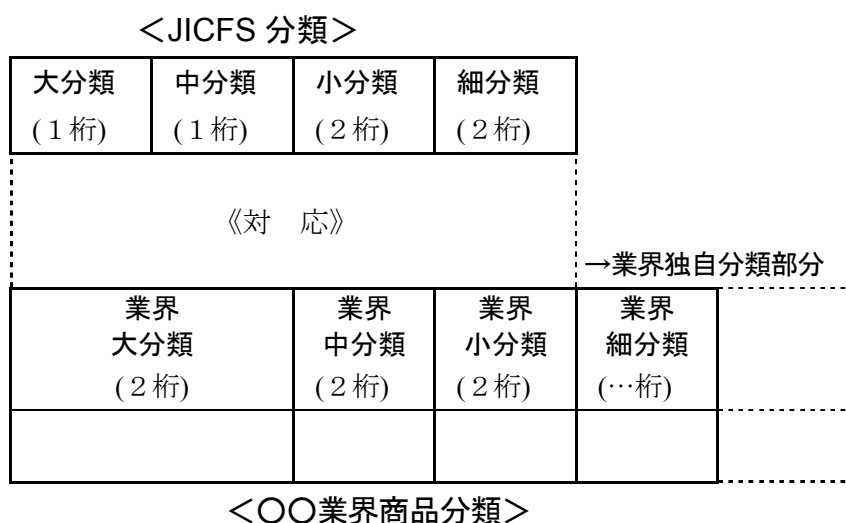 ＜JICFS 分類＞
大分類 中分類 小分類 細分類
(１桁) (１桁) (２桁) (２桁)
《対　応》
→業界独自分類部分
業界 業界 業界 業界
大分類 中分類 小分類 細分類
(２桁) (２桁) (２桁) (…桁)
＜〇〇業界商品分類＞